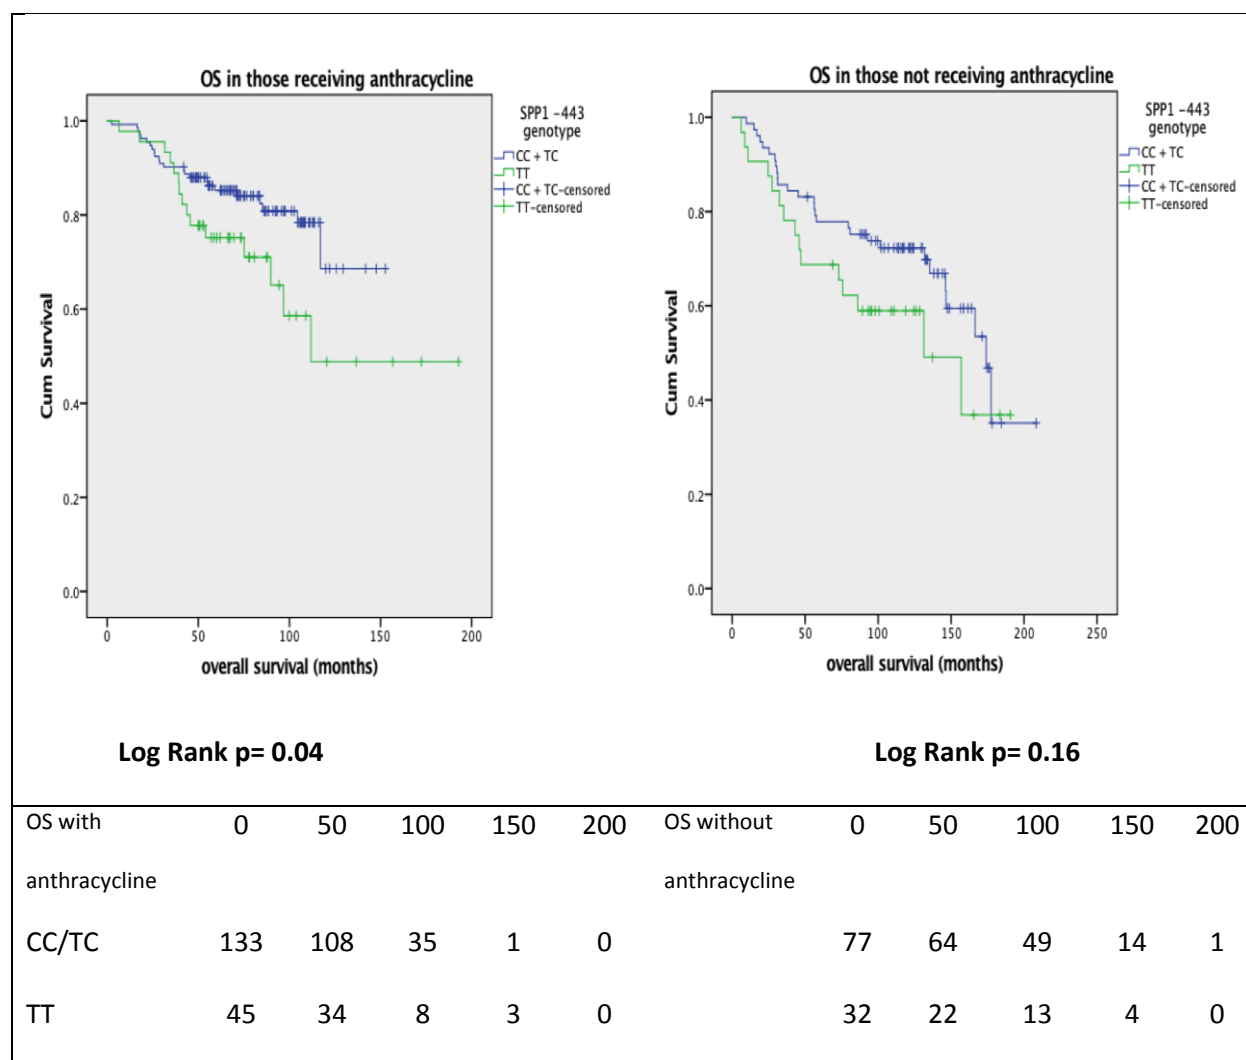 OS in those receiving anthracycline
SPP1 -443
genotype
CC + TC
TT
CC + TC-censored
TT-censored
1.0
0.8
0.6
0.4
0.2
0.0
Cum Survival
0 50 100 150 200
overall survival (months)
Log Rank p= 0.04
OS in those not receiving anthracycline
SPP1 -443
genotype
CC + TC
TT
CC + TC-censored
TT-censored
1.0
0.8
0.6
0.4
0.2
0.0
Cum Survival
0 50 100 150 200 250
overall survival (months)
Log Rank p= 0.16
OS with 0 50 100 150 200 OS without 0 50 100 150 200
anthracycline anthracycline
CC/TC 133 108 35 1 0 77 64 49 14 1
TT 45 34 8 3 0 32 22 13 4 0